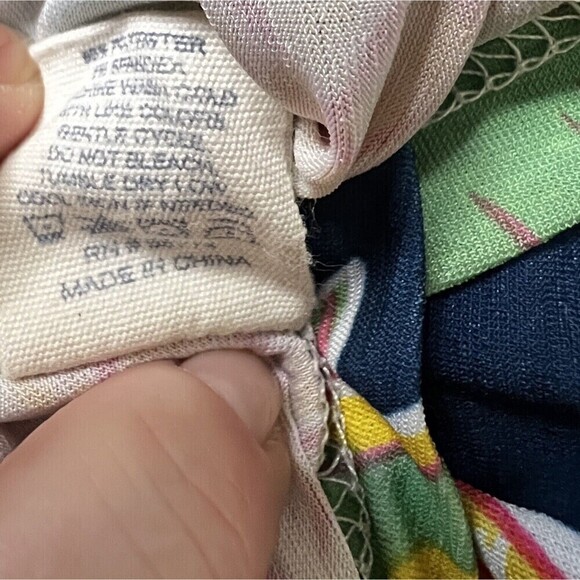 POLYESTER
SPANDEX
MACHINE WASH COLD
WITH LIKE COLORS
GENTLE CYCLE
DO NOT BLEACH
TUMBLE DRY LOW
COOL IRON IF NEEDED
RN#
MADE IN CHINA